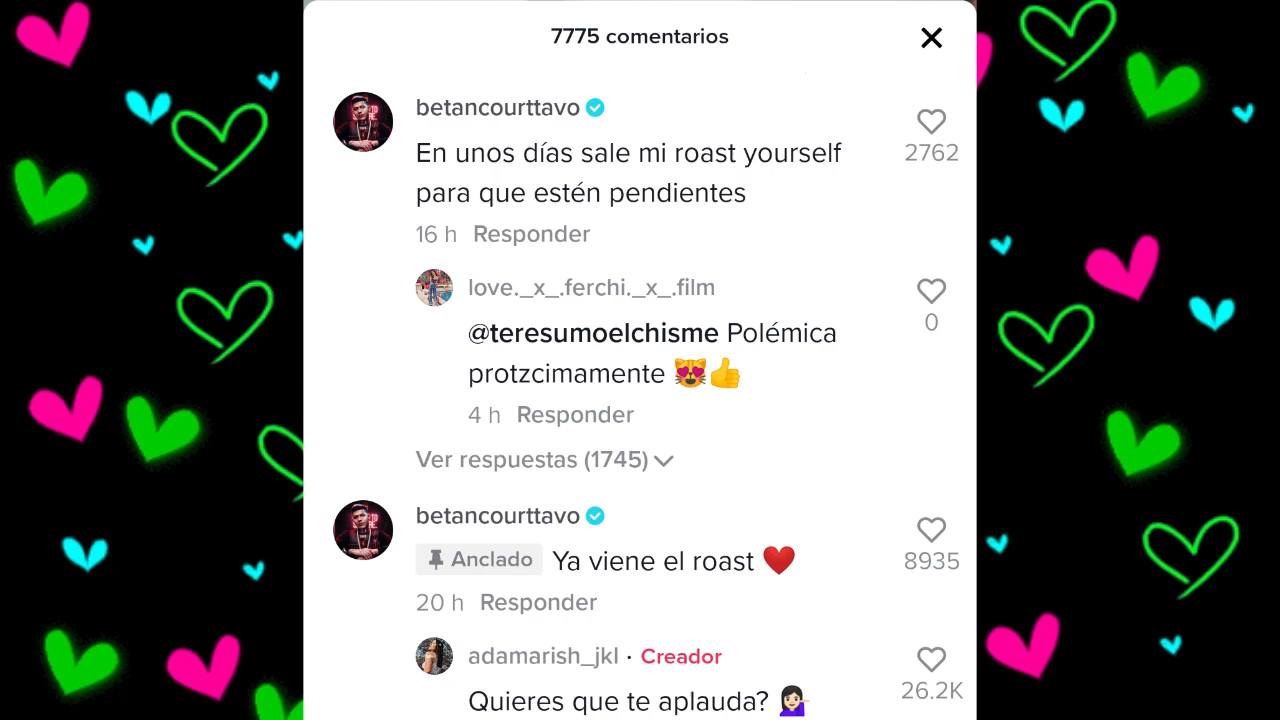 7775 comentarios
betancourttavo
2762
En unos días sale mi roast yourself
para que estén pendientes
16 h Responder
love._x_.ferchi._x_.film
0
@teresumoelchisme Polémica
protzcimamente 😻👍
4 h Responder
Ver respuestas (1745)
betancourttavo
8935
Anclado Ya viene el roast ❤️
20 h Responder
adamarish_jkl · Creador
26.2K
Quieres que te aplauda? 💁🏻‍♀️